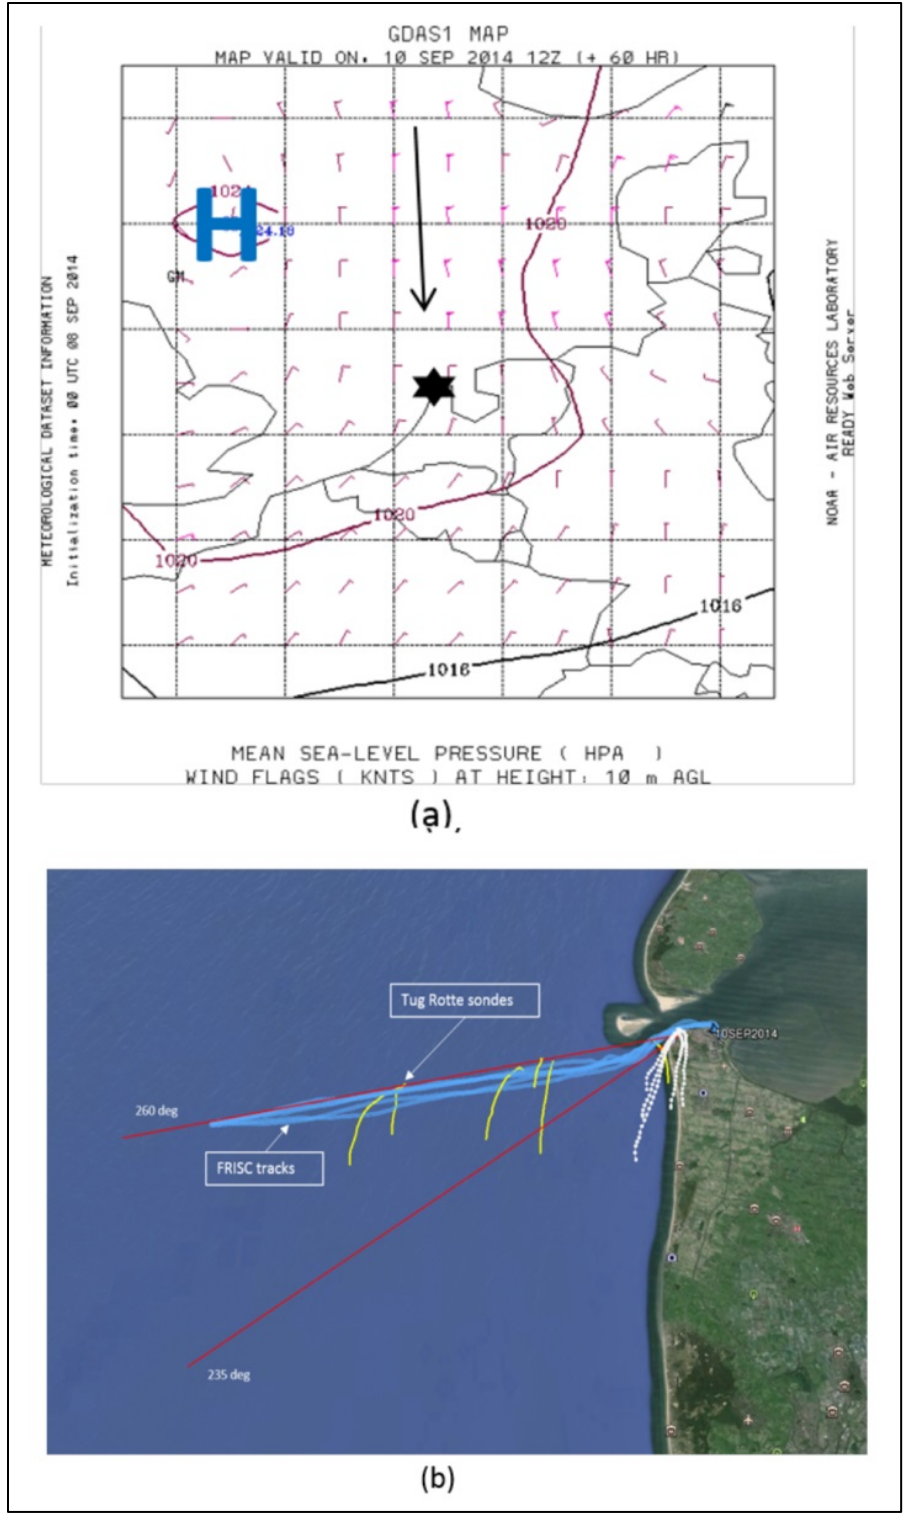 GDAS1 MAP
MAP VALID ON. 10 SEP 2014 12Z (+ 60 HR)
METEOROLOGICAL DATASET INFORMATION
Initialization time: 00 UTC 08 SEP 2014
NOAA - AIR RESOURCES LABORATORY
READY Web Server
H
24.18
GM
1020
1020
1020
1016
1016
MEAN SEA-LEVEL PRESSURE ( HPA )
WIND FLAGS ( KNTS ) AT HEIGHT: 10 m AGL
(a),
Tug Rotte sondes
10SEP2014
260 deg
FRISC tracks
235 deg
(b)